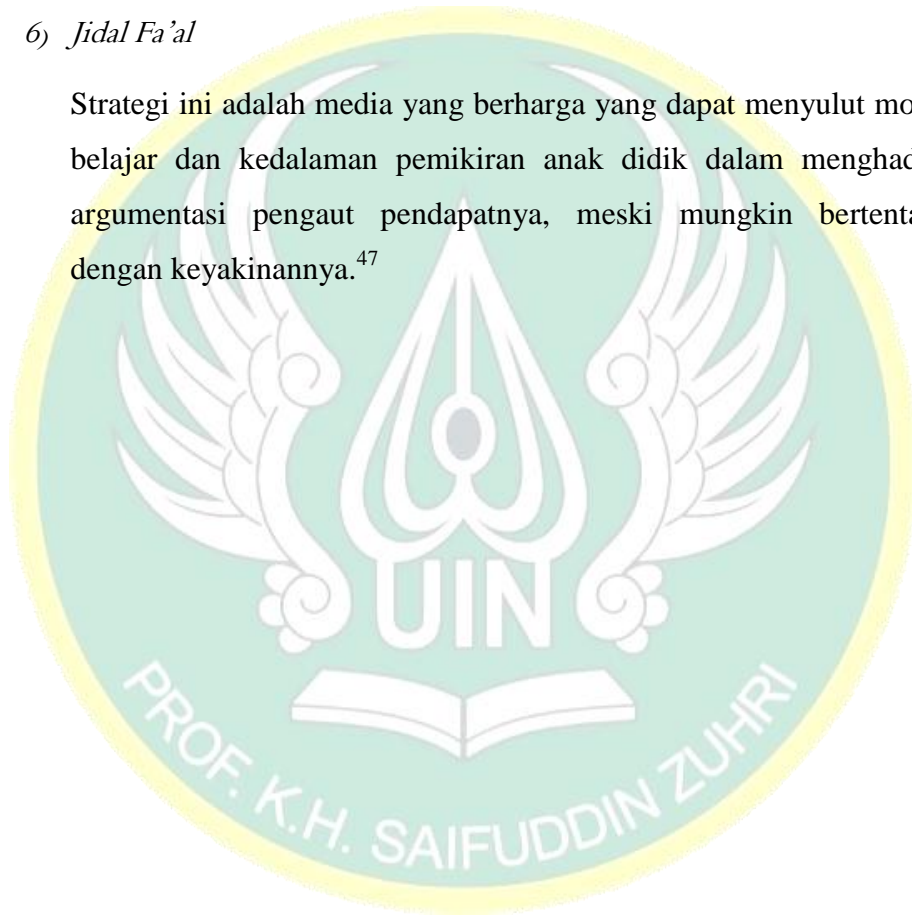 6) Jidal Fa’al
Strategi ini adalah media yang berharga yang dapat menyulut
belajar dan kedalaman pemikiran anak didik dalam
argumentasi pengaut pendapatnya, meski mungkin
dengan keyakinannya.47
UIN
PROF. K.H. SAIFUDDIN ZUHRI